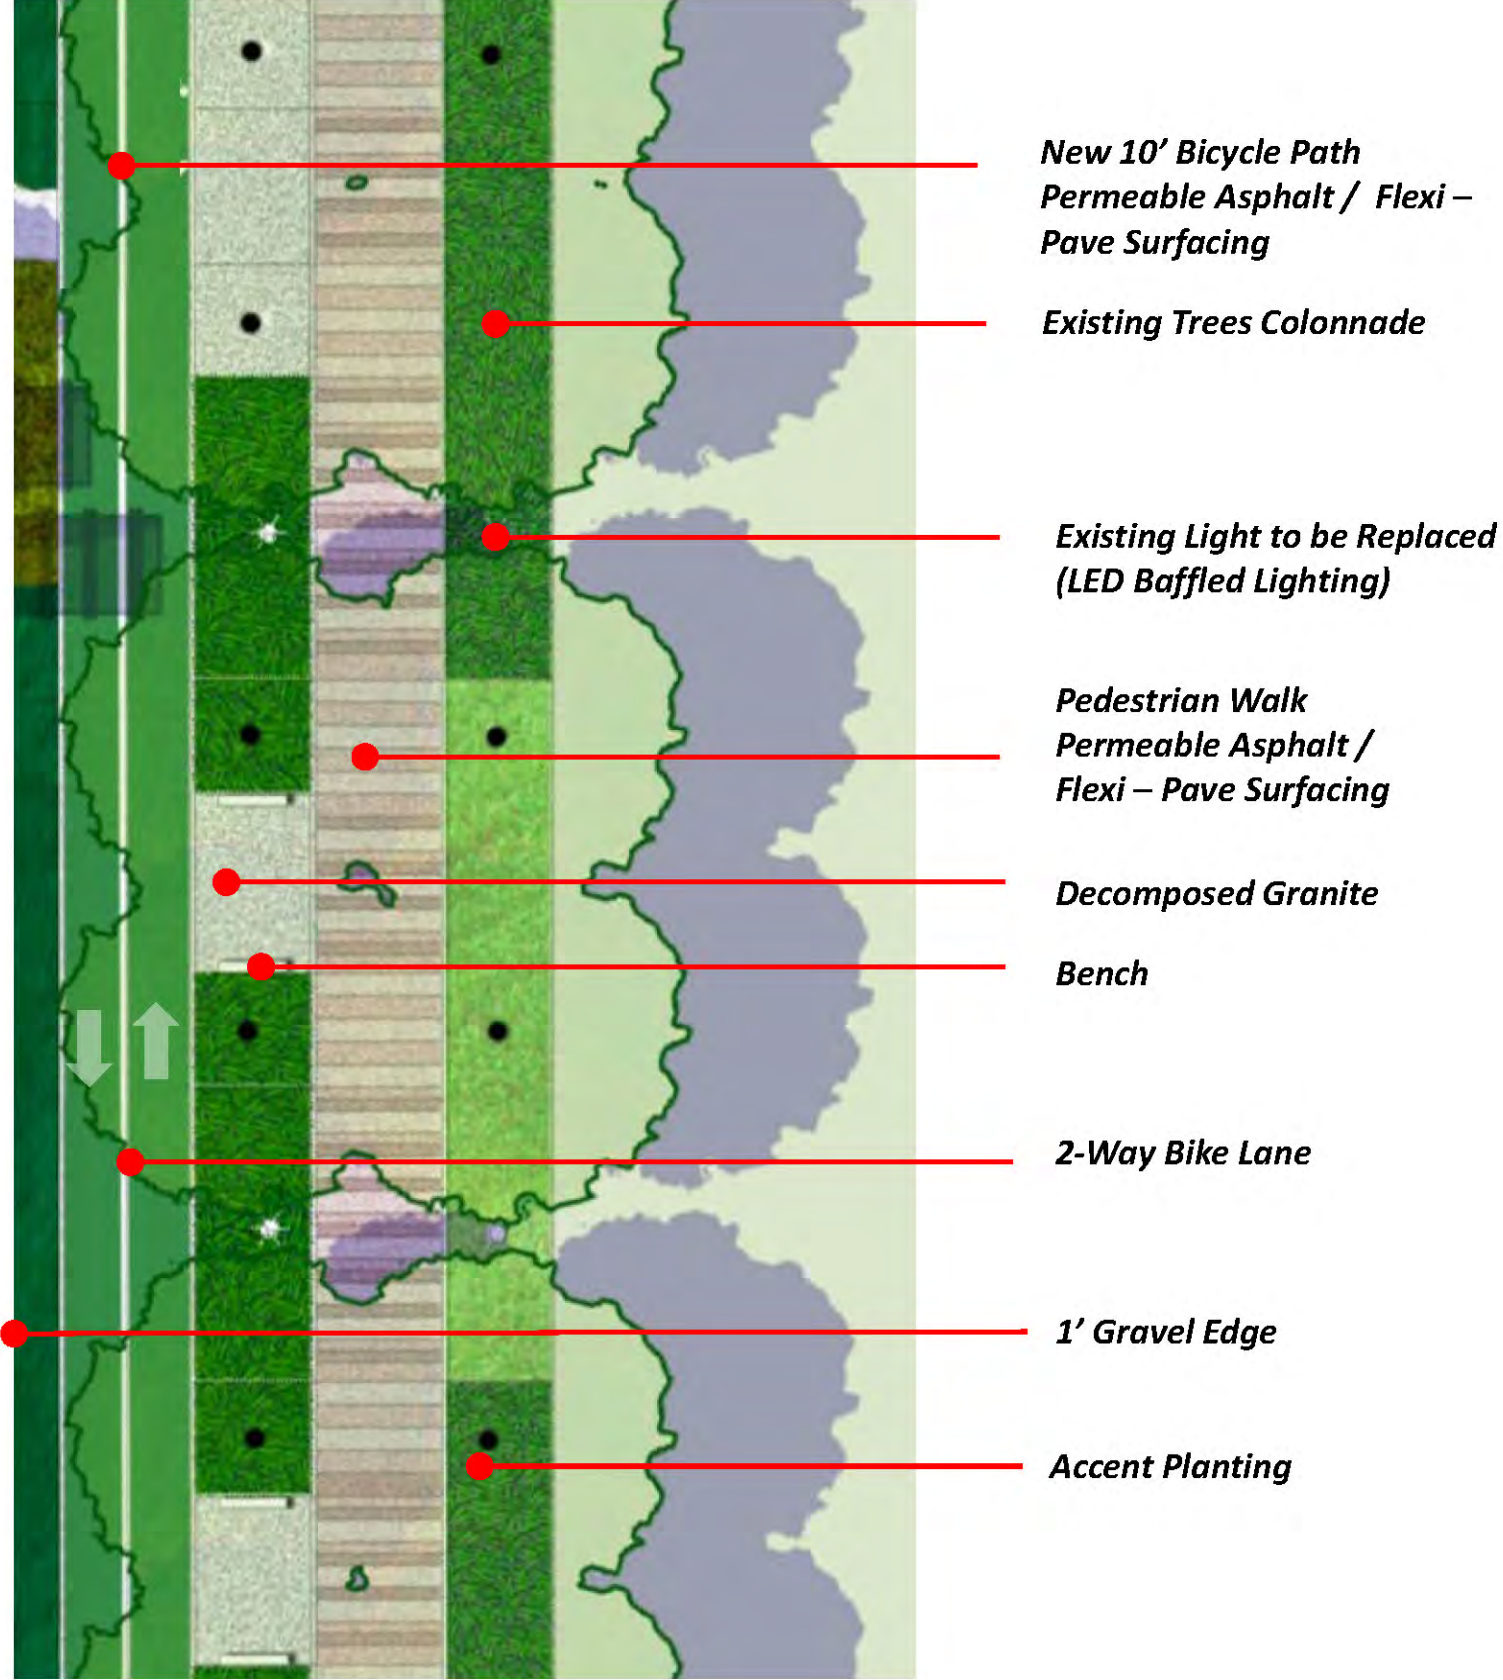 New 10’ Bicycle Path
Permeable Asphalt / Flexi –
Pave Surfacing
Existing Trees Colonnade
Existing Light to be Replaced
(LED Baffled Lighting)
Pedestrian Walk
Permeable Asphalt /
Flexi – Pave Surfacing
Decomposed Granite
Bench
2-Way Bike Lane
1’ Gravel Edge
Accent Planting